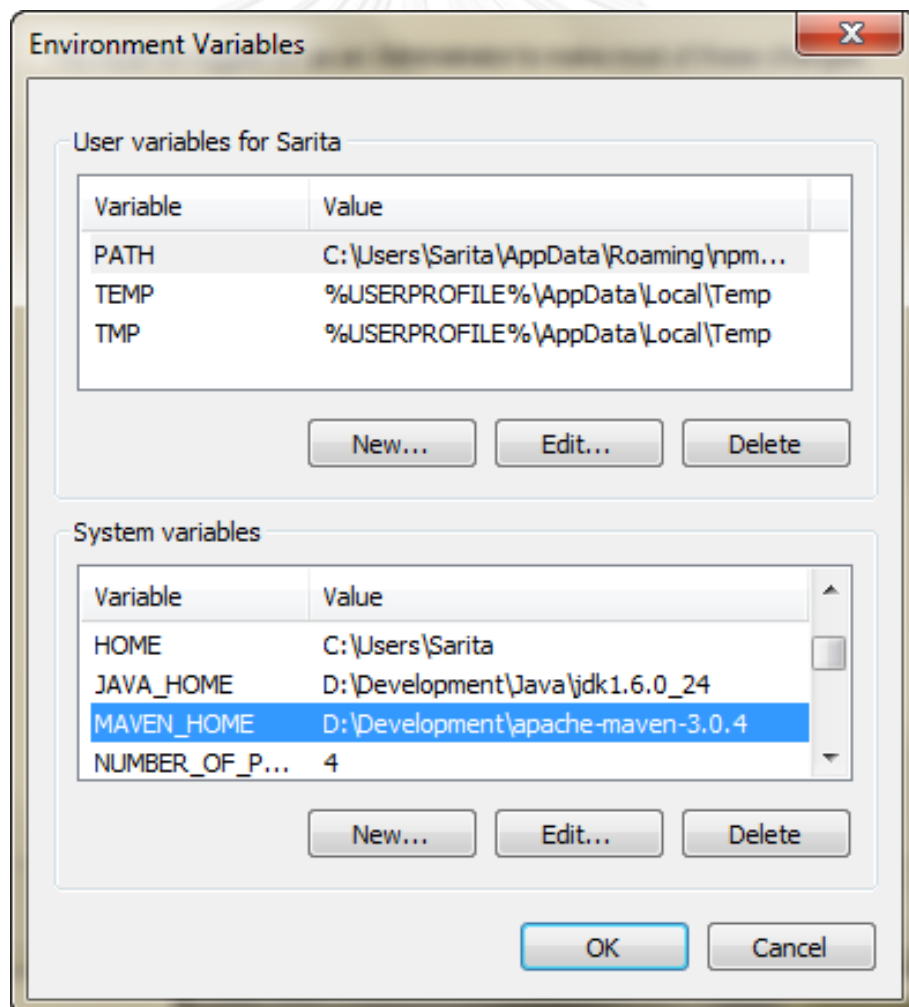 Environment Variables
User variables for Sarita
Variable Value
PATH C:\Users\Sarita\AppData\Roaming\npm...
TEMP %USERPROFILE%\AppData\Local\Temp
TMP %USERPROFILE%\AppData\Local\Temp
New... Edit... Delete
System variables
Variable Value
HOME C:\Users\Sarita
JAVA_HOME D:\Development\Java\jdk1.6.0_24
MAVEN_HOME D:\Development\apache-maven-3.0.4
NUMBER_OF_P... 4
New... Edit... Delete
OK Cancel